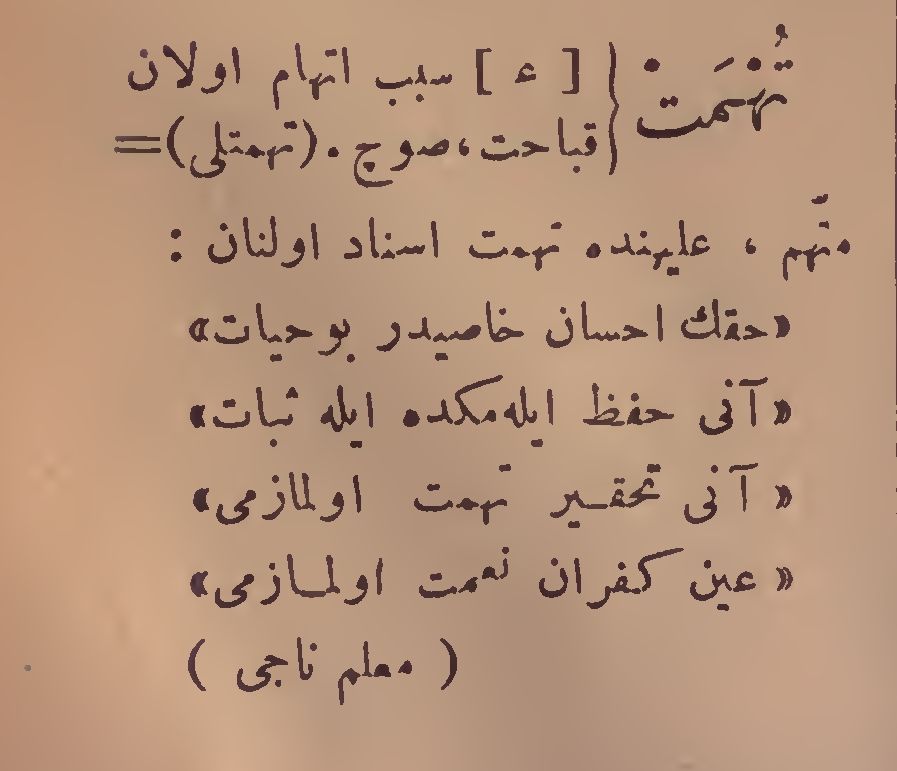 تُهْمَت { [ ع ] سبب اتهام اولان
قباحت، صوچ . (تهمتلی) =
متّهم ، علیهنده تهمت اسناد اولنان :
«حقك احسان خاصیدر بو حیات»
«آنی حفظ ایله‌مکده ایله ثبات»
«آنی تحقیر تهمت اولمازمی»
«عین کفران نعمت اولمازمی»
( معلم ناجی )